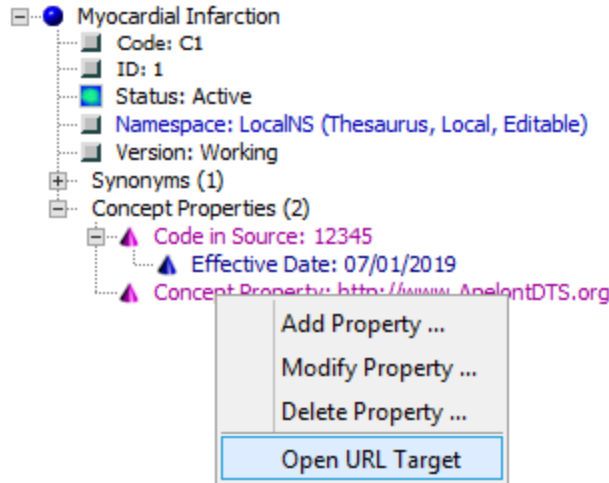 Myocardial Infarction
Code: C1
ID: 1
Status: Active
Namespace: LocalNS (Thesaurus, Local, Editable)
Version: Working
Synonyms (1)
Concept Properties (2)
Code in Source: 12345
Effective Date: 07/01/2019
Concept Property: http://www.ApelontDTS.org
Add Property ...
Modify Property ...
Delete Property ...
Open URL Target